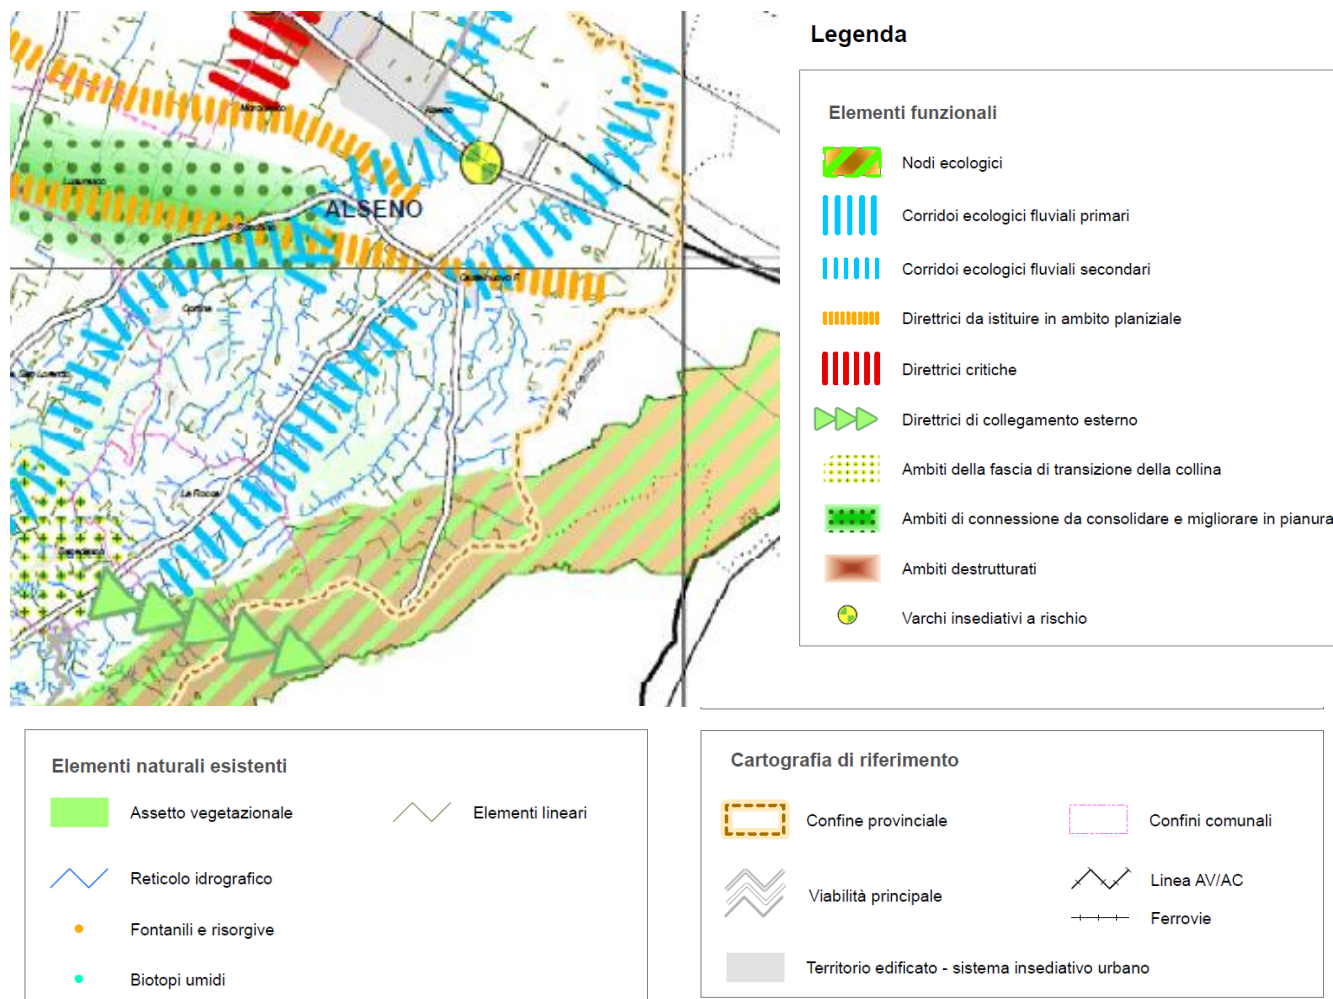 Legenda
Elementi funzionali
Nodi ecologici
Corridoi ecologici fluviali primari
Corridoi ecologici fluviali secondari
Direttrici da istituire in ambito planiziale
Direttrici critiche
Direttrici di collegamento esterno
Ambiti della fascia di transizione della collina
Ambiti di connessione da consolidare e migliorare in pianura
Ambiti destrutturati
Varchi insediativi a rischio
Alseno
ALSENO
Cortina
La Rocca
Elementi naturali esistenti
Assetto vegetazionale
Elementi lineari
Reticolo idrografico
Fontanili e risorgive
Biotopi umidi
Cartografia di riferimento
Confine provinciale
Confini comunali
Viabilità principale
Linea AV/AC
Ferrovie
Territorio edificato - sistema insediativo urbano